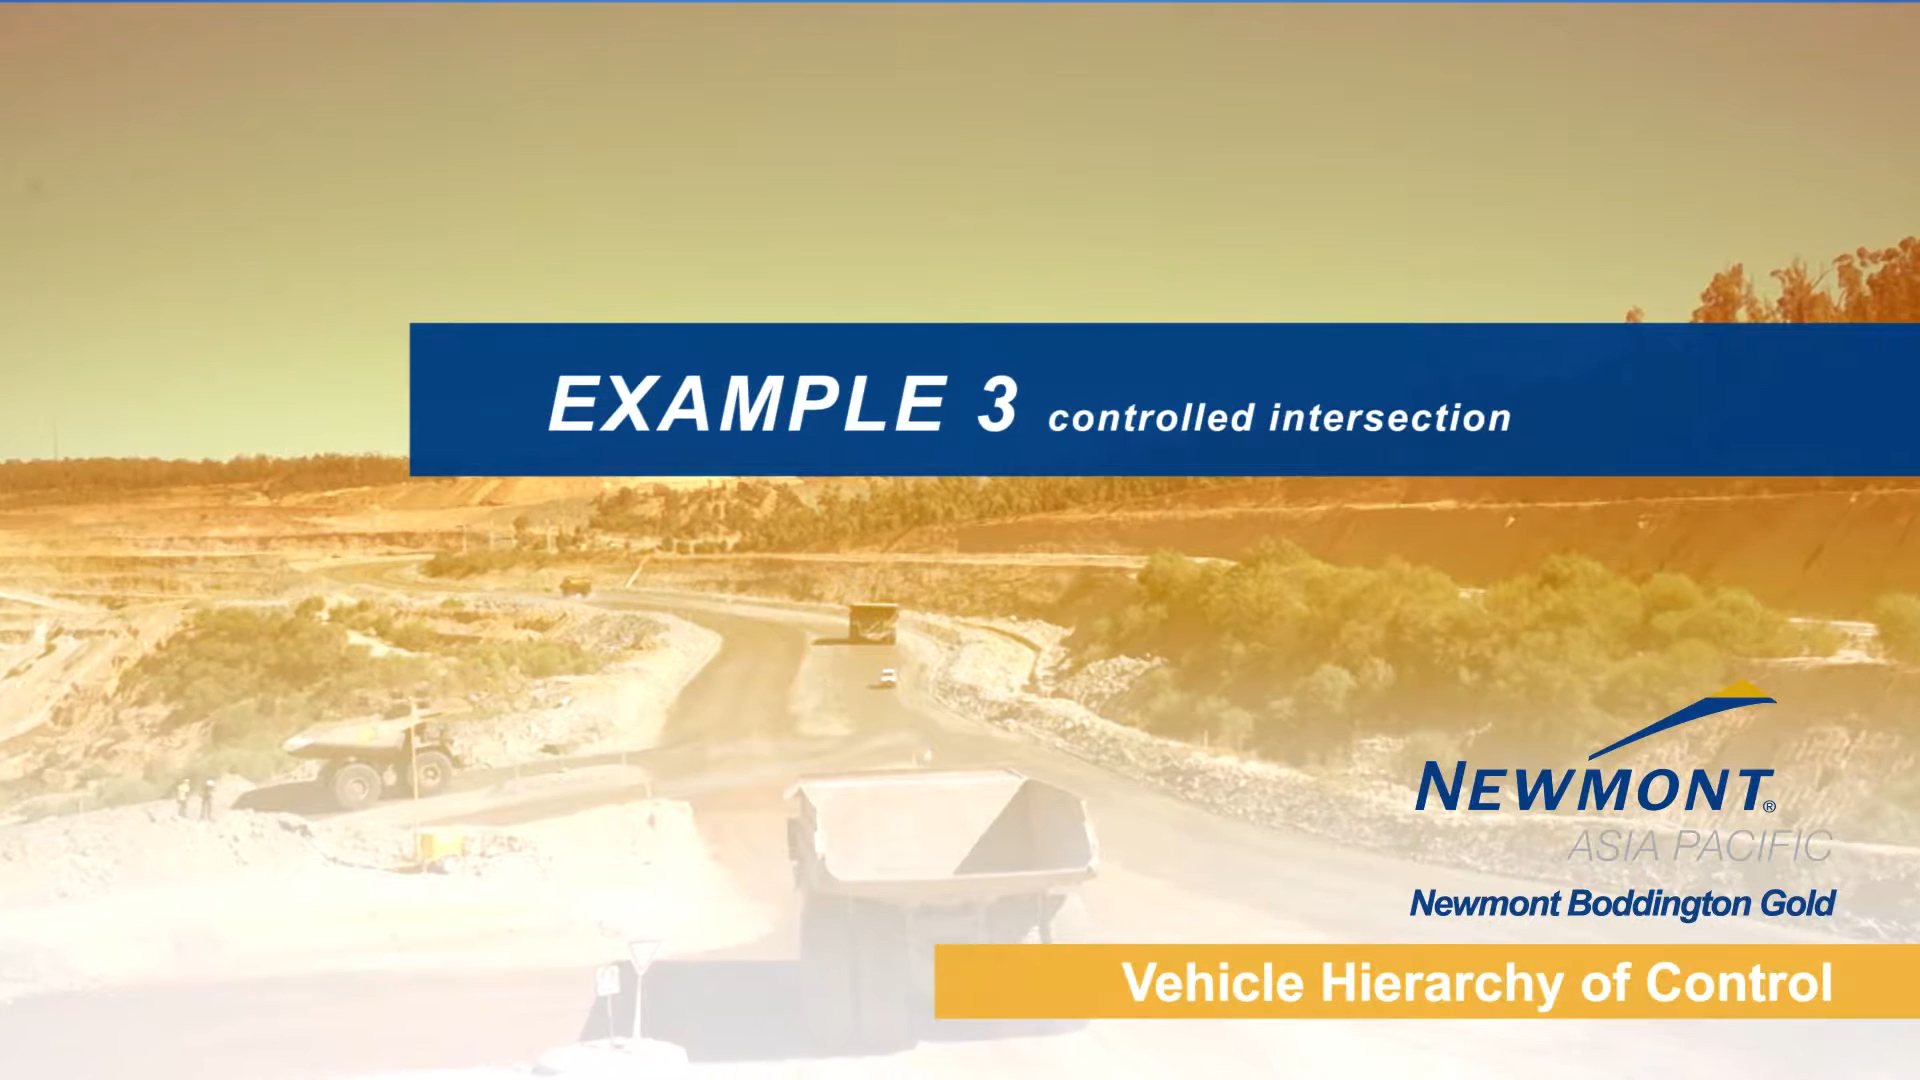 EXAMPLE 3 controlled intersection
NEWMONT®
ASIA PACIFIC
Newmont Boddington Gold
Vehicle Hierarchy of Control